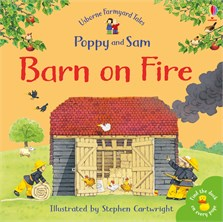 Usborne Farmyard Tales
Poppy and Sam
Barn on Fire
Illustrated by Stephen Cartwright